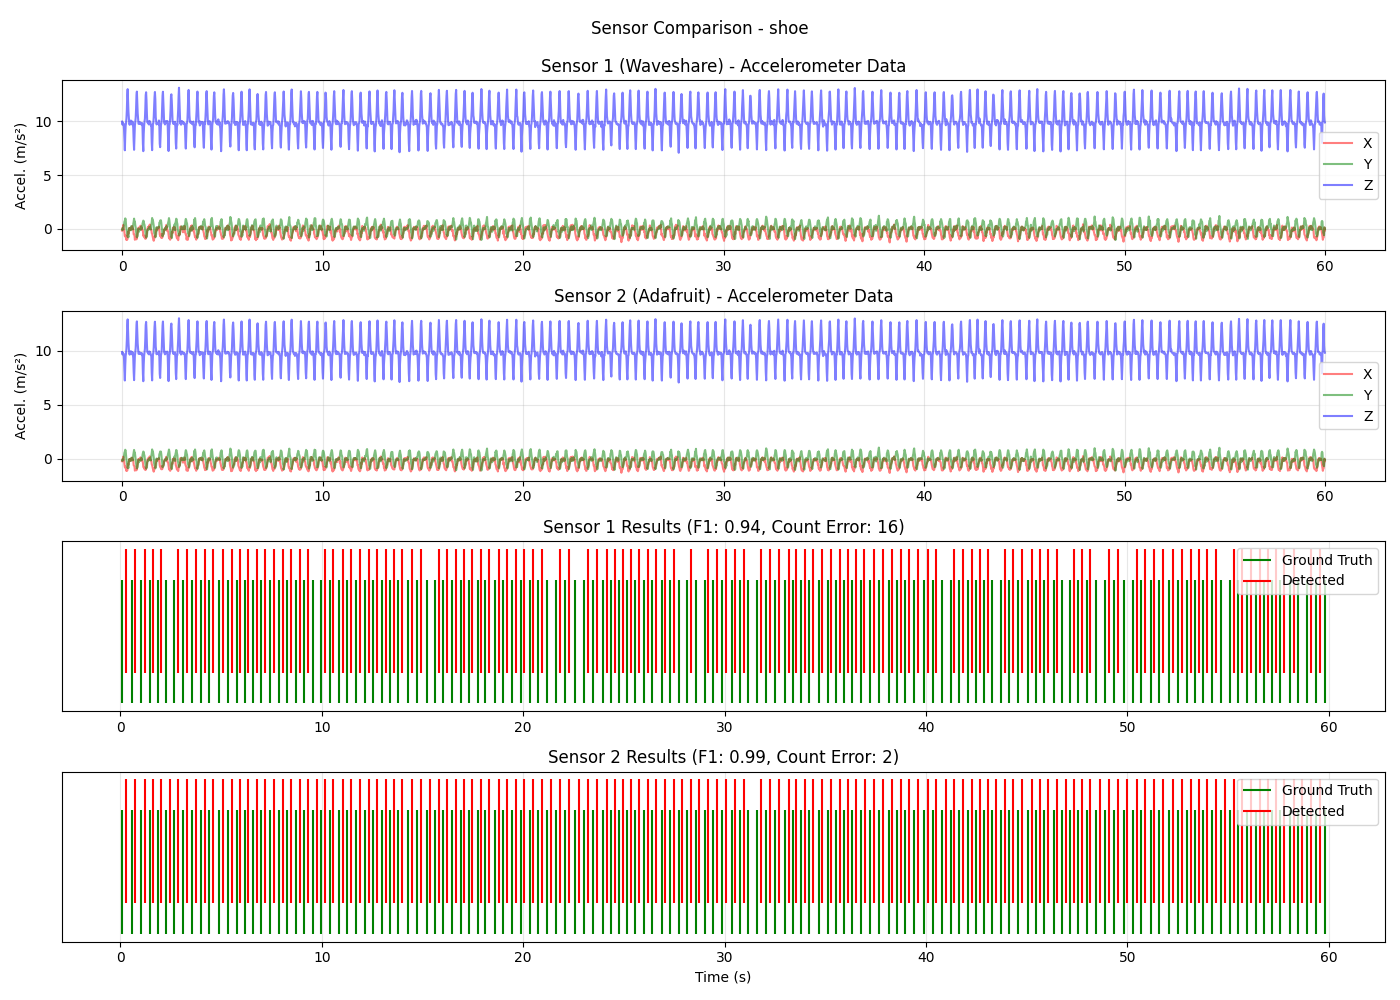 Sensor Comparison - shoe
Sensor 1 (Waveshare) - Accelerometer Data
Accel. (m/s²)
10
5
0
X
Y
Z
0 10 20 30 40 50 60
Sensor 2 (Adafruit) - Accelerometer Data
Accel. (m/s²)
10
5
0
X
Y
Z
0 10 20 30 40 50 60
Sensor 1 Results (F1: 0.94, Count Error: 16)
Ground Truth
Detected
0 10 20 30 40 50 60
Sensor 2 Results (F1: 0.99, Count Error: 2)
Ground Truth
Detected
0 10 20 30 40 50 60
Time (s)